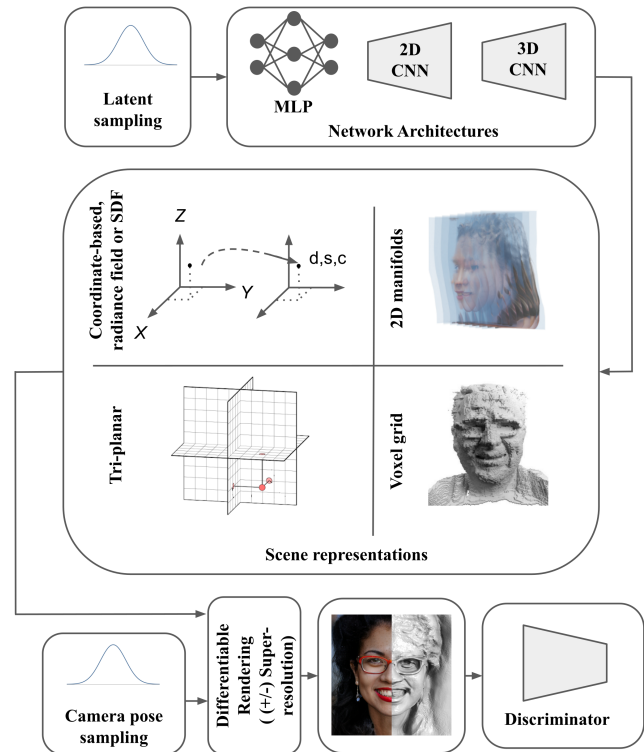 Latent
sampling
MLP
2D
CNN
3D
CNN
Network Architectures
Coordinate-based,
radiance field or SDF
Z
Y
X
d,s,c
2D manifolds
Tri-planar
Voxel grid
Scene representations
Camera pose
sampling
Differentiable
Rendering
( (+/-) Super-
resolution)
Discriminator